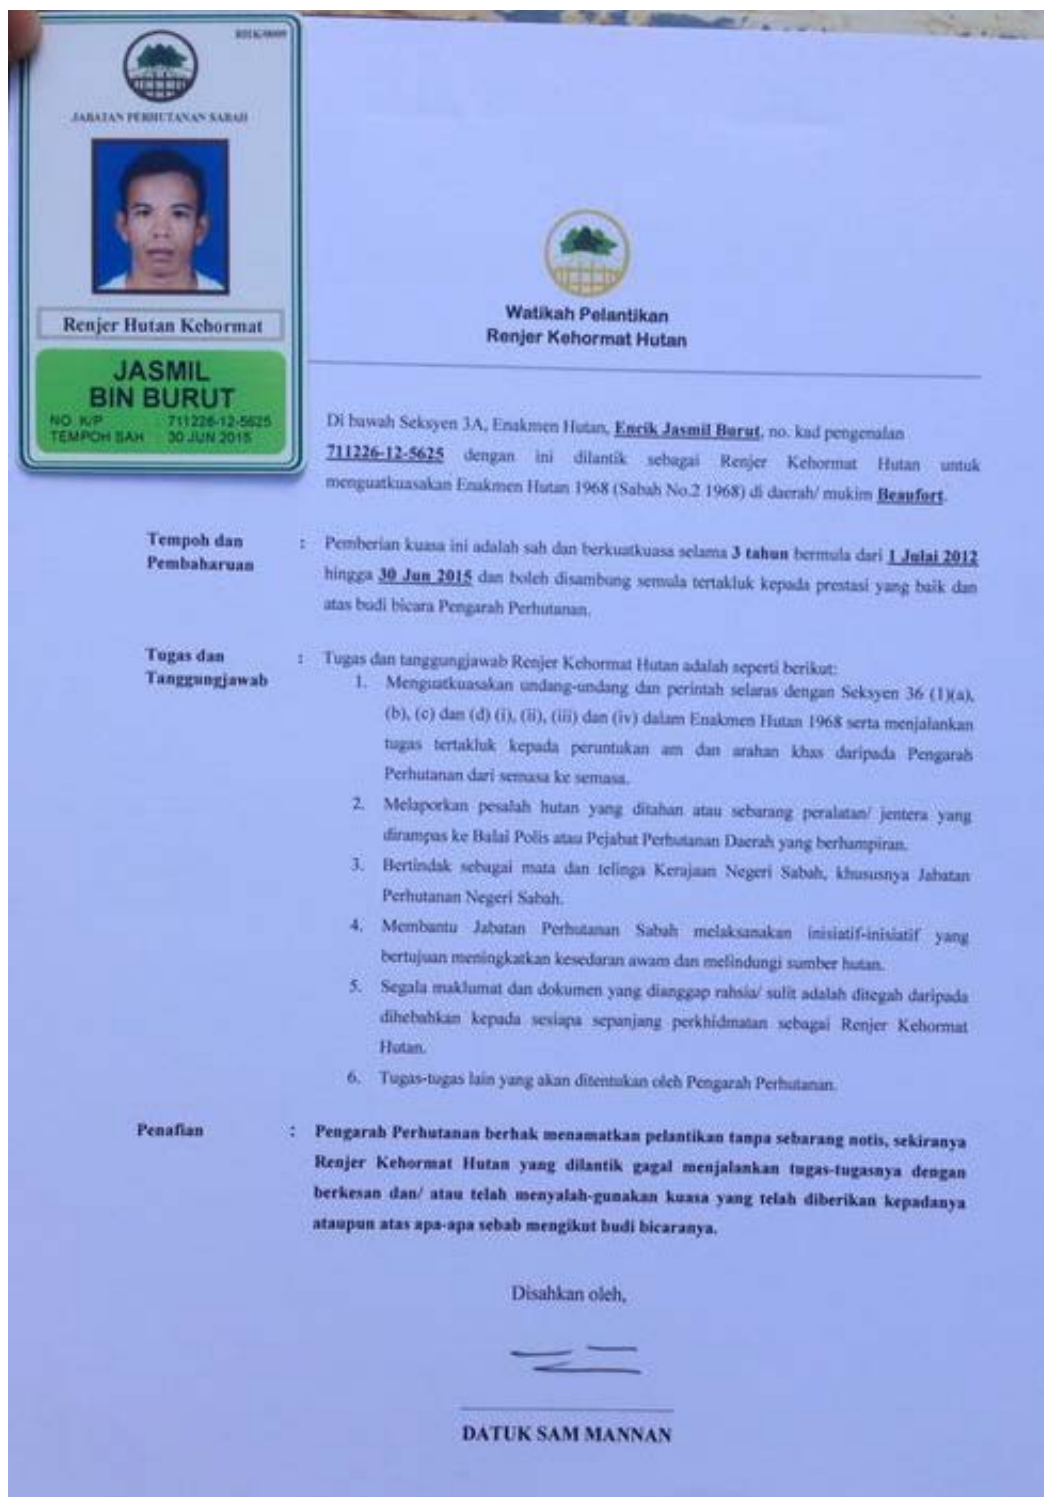 JABATAN PERHUTANAN SABAH
Renjer Hutan Kehormat
JASMIL
BIN BURUT
NO K/P 711226-12-5625
TEMPOH SAH 30 JUN 2015
Watikah Pelantikan
Renjer Kehormat Hutan
Di bawah Seksyen 3A, Enakmen Hutan, Encik Jasmil Burut, no. kad pengenalan
711226-12-5625 dengan ini dilantik sebagai Renjer Kehormat Hutan untuk
menguatkuasakan Enakmen Hutan 1968 (Sabah No.2 1968) di daerah/ mukim Beaufort.
Tempoh dan
Pembaharuan
: Pemberian kuasa ini adalah sah dan berkuatkuasa selama 3 tahun bermula dari 1 Julai 2012
hingga 30 Jun 2015 dan boleh disambung semula tertakluk kepada prestasi yang baik dan
atas budi bicara Pengarah Perhutanan.
Tugas dan
Tanggungjawab
: Tugas dan tanggungjawab Renjer Kehormat Hutan adalah seperti berikut:
1. Menguatkuasakan undang-undang dan perintah selaras dengan Seksyen 36 (1)(a),
(b), (c) dan (d) (i), (ii), (iii) dan (iv) dalam Enakmen Hutan 1968 serta menjalankan
tugas tertakluk kepada peruntukan am dan arahan khas daripada Pengarah
Perhutanan dari semasa ke semasa.
2. Melaporkan pesalah hutan yang ditahan atau sebarang peralatan/ jentera yang
dirampas ke Balai Polis atau Pejabat Perhutanan Daerah yang berhampiran.
3. Bertindak sebagai mata dan telinga Kerajaan Negeri Sabah, khususnya Jabatan
Perhutanan Negeri Sabah.
4. Membantu Jabatan Perhutanan Sabah melaksanakan inisiatif-inisiatif yang
bertujuan meningkatkan kesedaran awam dan melindungi sumber hutan.
5. Segala maklumat dan dokumen yang dianggap rahsia/ sulit adalah ditegah daripada
dihebahkan kepada sesiapa sepanjang perkhidmatan sebagai Renjer Kehormat
Hutan.
6. Tugas-tugas lain yang akan ditentukan oleh Pengarah Perhutanan.
Penafian
: Pengarah Perhutanan berhak menamatkan pelantikan tanpa sebarang notis, sekiranya
Renjer Kehormat Hutan yang dilantik gagal menjalankan tugas-tugasnya dengan
berkesan dan/ atau telah menyalah-gunakan kuasa yang telah diberikan kepadanya
ataupun atas apa-apa sebab mengikut budi bicaranya.
Disahkan oleh,
DATUK SAM MANNAN